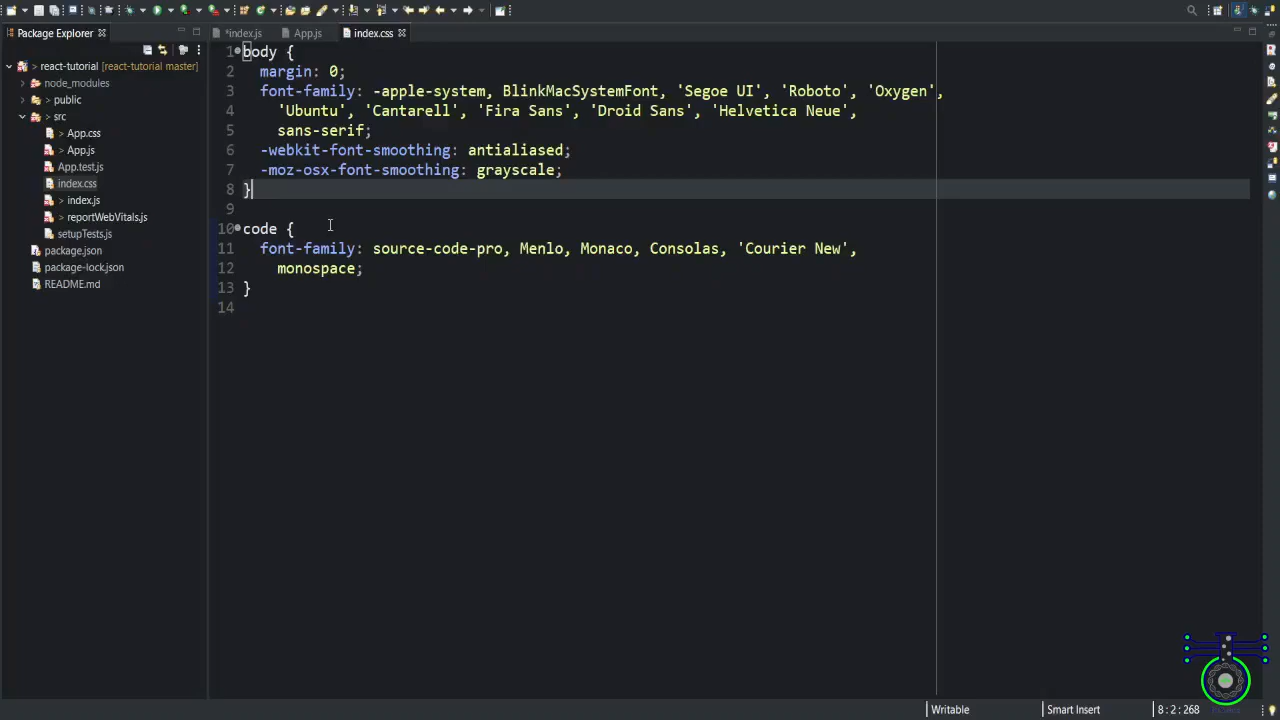 Package Explorer
*index.js
App.js
index.css
> react-tutorial [react-tutorial master]
node_modules
> public
> src
> App.css
> App.js
App.test.js
index.css
> index.js
> reportWebVitals.js
setupTests.js
package.json
package-lock.json
README.md
1 body {
2 margin: 0;
3 font-family: -apple-system, BlinkMacSystemFont, 'Segoe UI', 'Roboto', 'Oxygen',
4 'Ubuntu', 'Cantarell', 'Fira Sans', 'Droid Sans', 'Helvetica Neue',
5 sans-serif;
6 -webkit-font-smoothing: antialiased;
7 -moz-osx-font-smoothing: grayscale;
8 }
9
10 code {
11 font-family: source-code-pro, Menlo, Monaco, Consolas, 'Courier New',
12 monospace;
13 }
14
Writable
Smart Insert
8 : 2 : 268